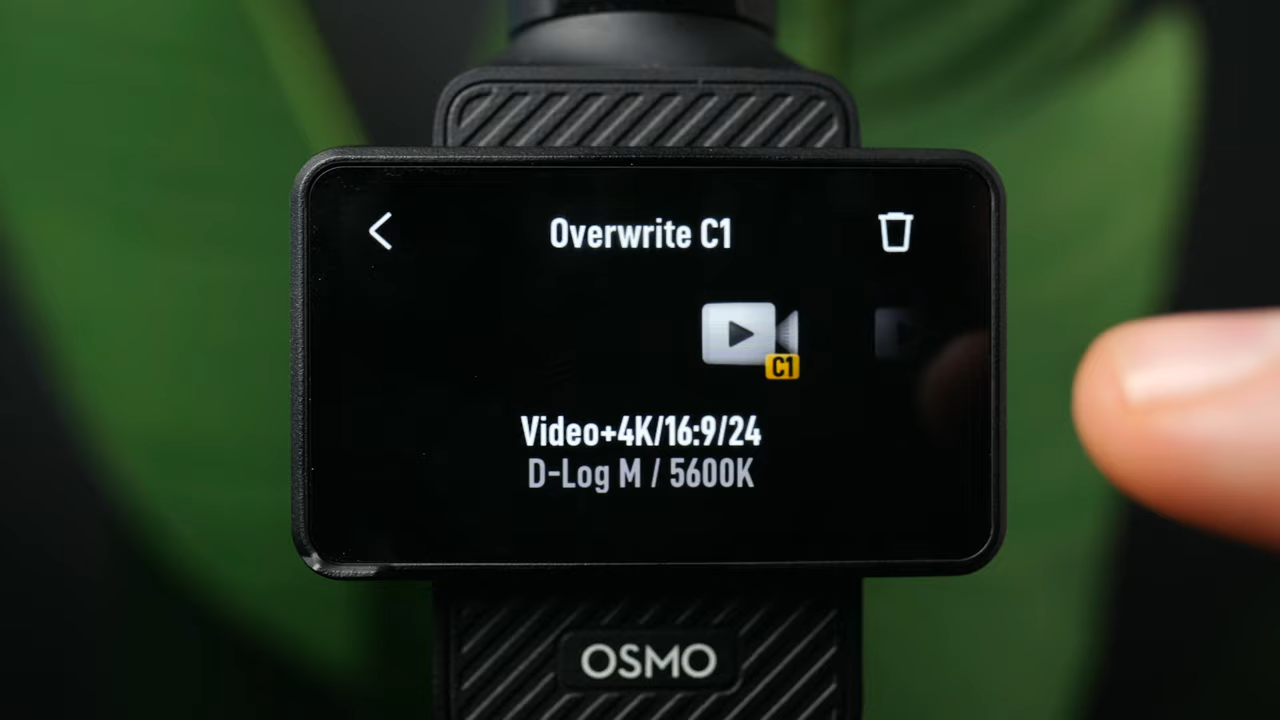 Overwrite C1
C1
Video+4K/16:9/24
D-Log M / 5600K
OSMO